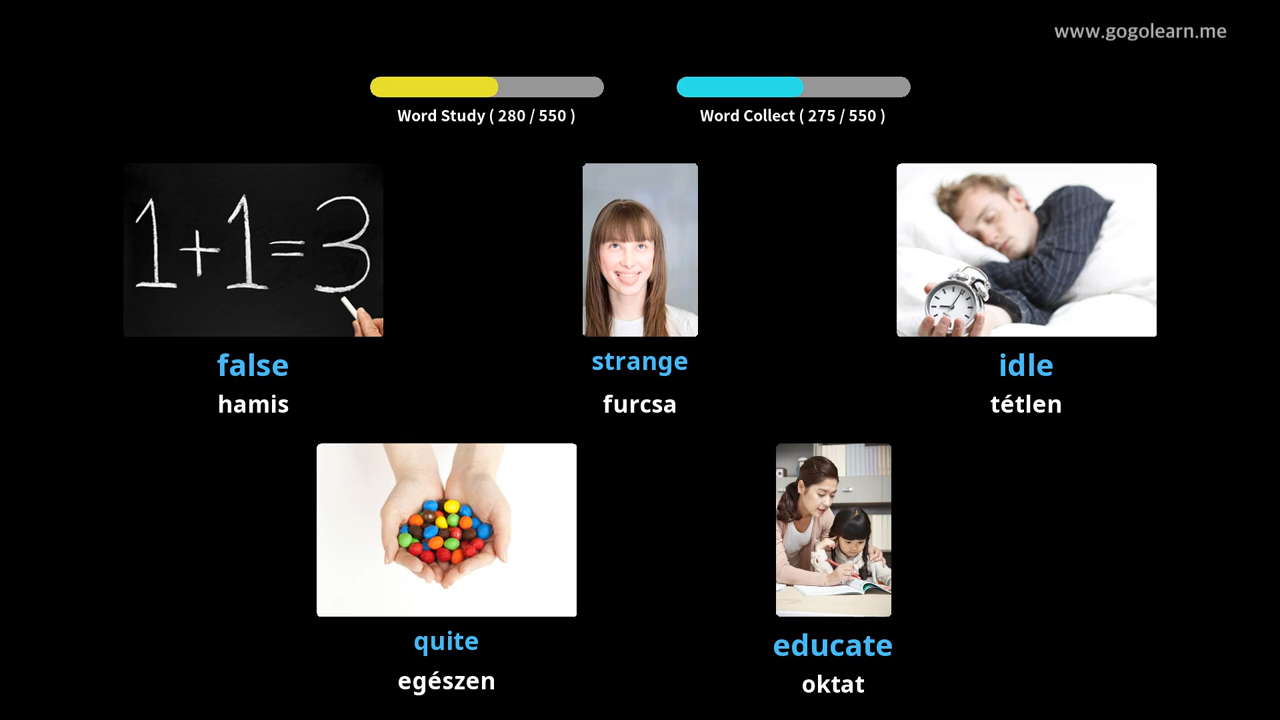 www.gogolearn.me
Word Study ( 280 / 550 )
Word Collect ( 275 / 550 )
1+1=3
false
hamis
strange
furcsa
idle
tétlen
quite
egészen
educate
oktat